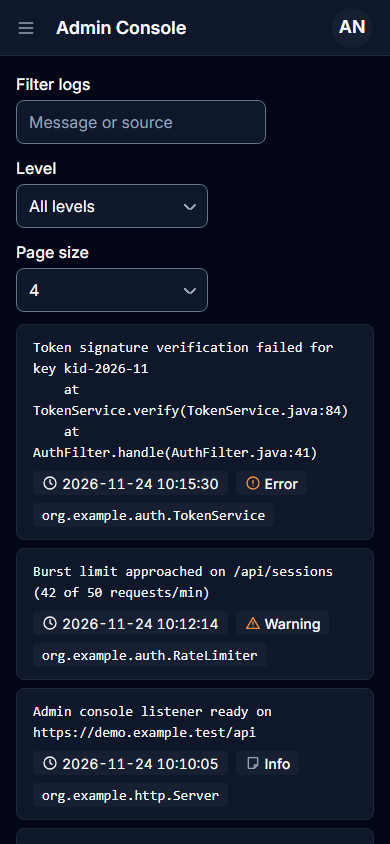 Admin Console
AN
Filter logs
Message or source
Level
All levels
Page size
4
Token signature verification failed for
key kid-2026-11
    at
TokenService.verify(TokenService.java:84)
    at
AuthFilter.handle(AuthFilter.java:41)
2026-11-24 10:15:30 Error
org.example.auth.TokenService
Burst limit approached on /api/sessions
(42 of 50 requests/min)
2026-11-24 10:12:14 Warning
org.example.auth.RateLimiter
Admin console listener ready on
https://demo.example.test/api
2026-11-24 10:10:05 Info
org.example.http.Server